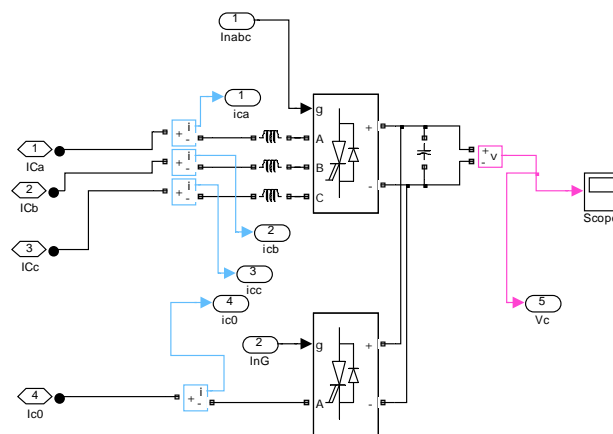 1
Inabc
1
ica
g
i
+
-
A
+
1
ICa
i
+
-
B
+
-
v
2
ICb
i
+
-
C
-
Scope
3
ICc
2
icb
3
icc
4
ic0
5
Vc
2
InG
g
+
4
Ic0
i
+
-
A
-